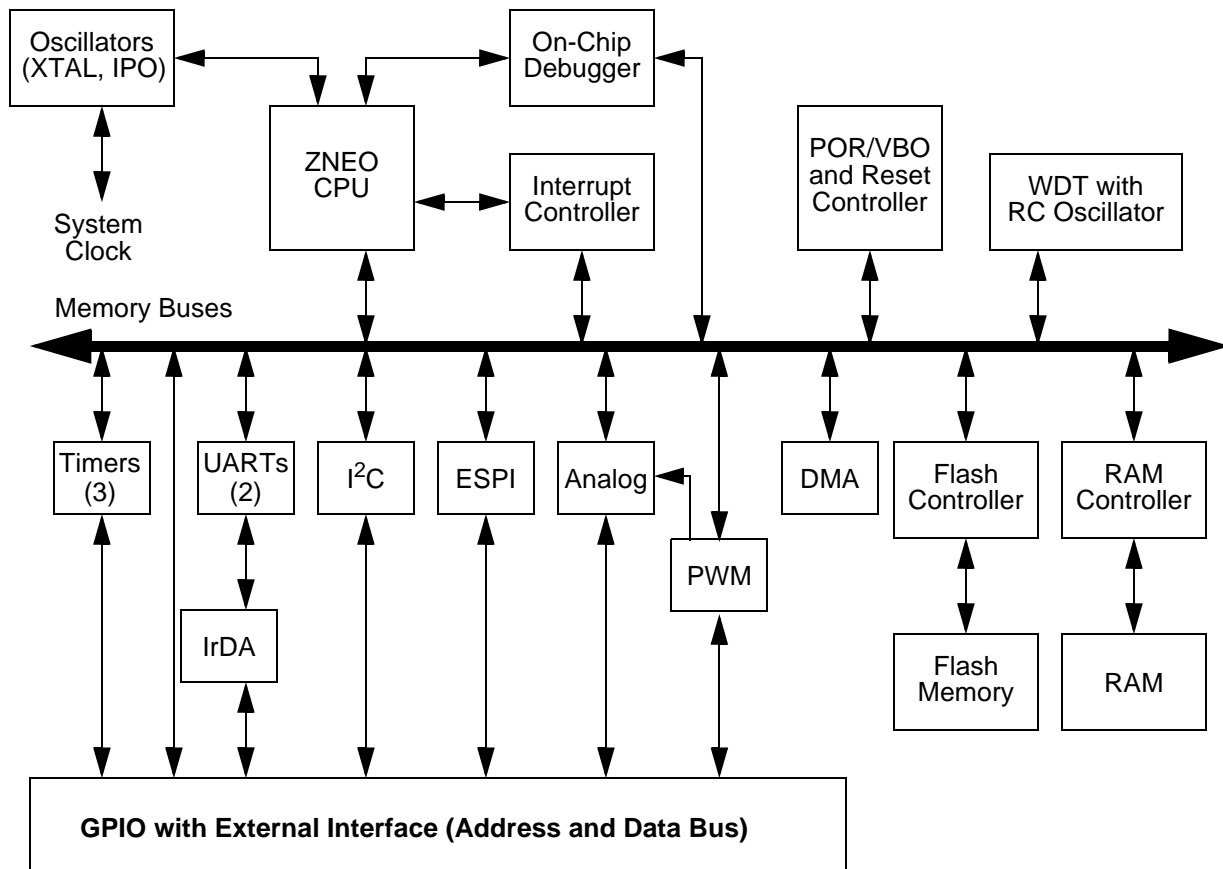 Oscillators
(XTAL, IPO)
On-Chip
Debugger
ZNEO
CPU
Interrupt
Controller
POR/VBO
and Reset
Controller
WDT with
RC Oscillator
System
Clock
Memory Buses
Timers
(3)
UARTs
(2)
I²C
ESPI
Analog
DMA
Flash
Controller
RAM
Controller
PWM
IrDA
Flash
Memory
RAM
GPIO with External Interface (Address and Data Bus)